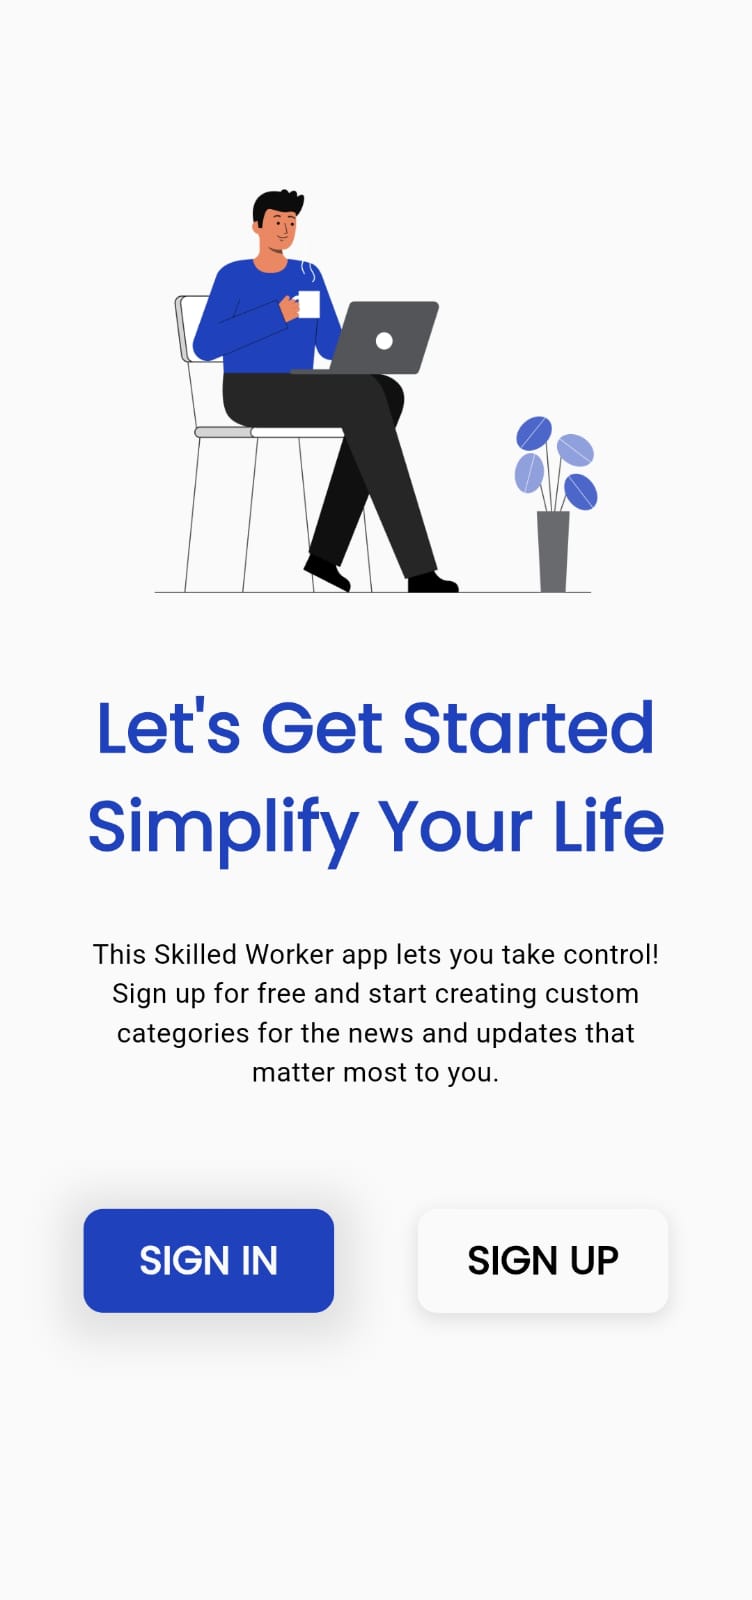 Let's Get Started
Simplify Your Life
This Skilled Worker app lets you take control!
Sign up for free and start creating custom
categories for the news and updates that
matter most to you.
SIGN IN
SIGN UP